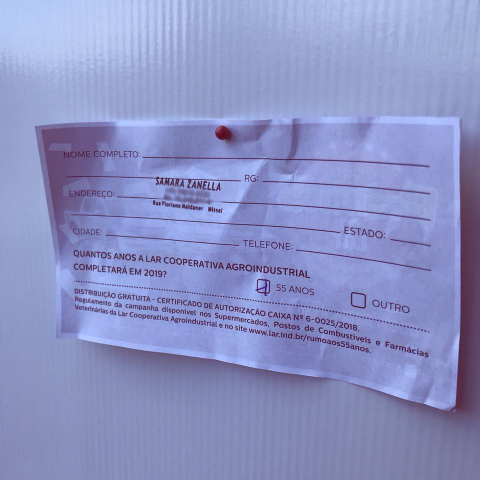 NOME COMPLETO:
SAMARA ZANELLA RG:
ENDEREÇO:
Rua Floriano Maldaner Missal
ESTADO:
CIDADE: TELEFONE:
QUANTOS ANOS A LAR COOPERATIVA AGROINDUSTRIAL
COMPLETARÁ EM 2019?
55 ANOS OUTRO
DISTRIBUIÇÃO GRATUITA - CERTIFICADO DE AUTORIZAÇÃO CAIXA Nº 6-0025/2018.
Regulamento da campanha disponível nos Supermercados, Postos de Combustíveis e Farmácias
Veterinárias da Lar Cooperativa Agroindustrial e no site www.lar.ind.br/rumoaos55anos.